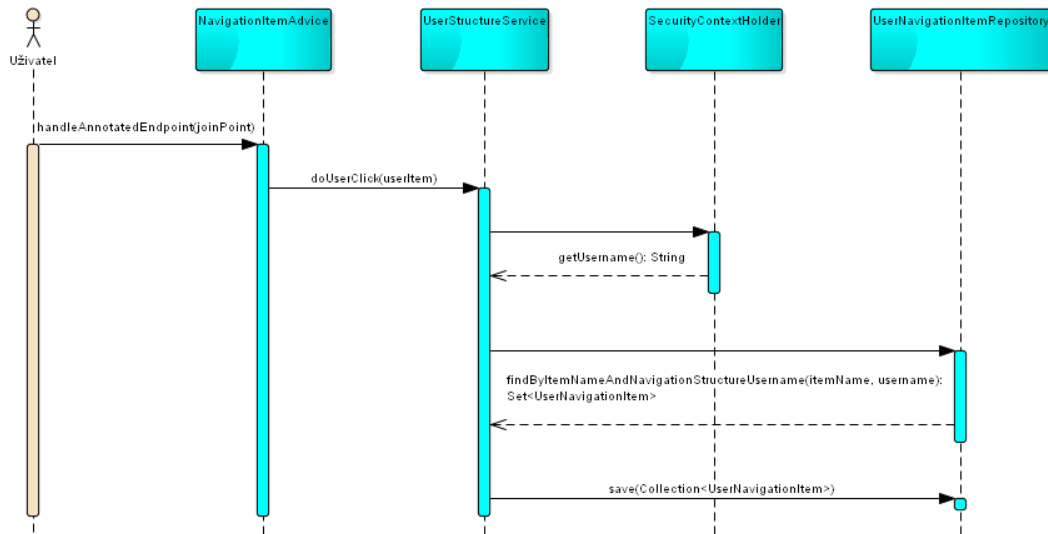 NavigationItemAdvice
UserStructureService
SecurityContextHolder
UserNavigationItemRepository
Uživatel
handleAnnotatedEndpoint(joinPoint)
doUserClick(userItem)
getUsername(): String
findByItemNameAndNavigationStructureUsername(itemName, username):
Set<UserNavigationItem>
save(Collection<UserNavigationItem>)